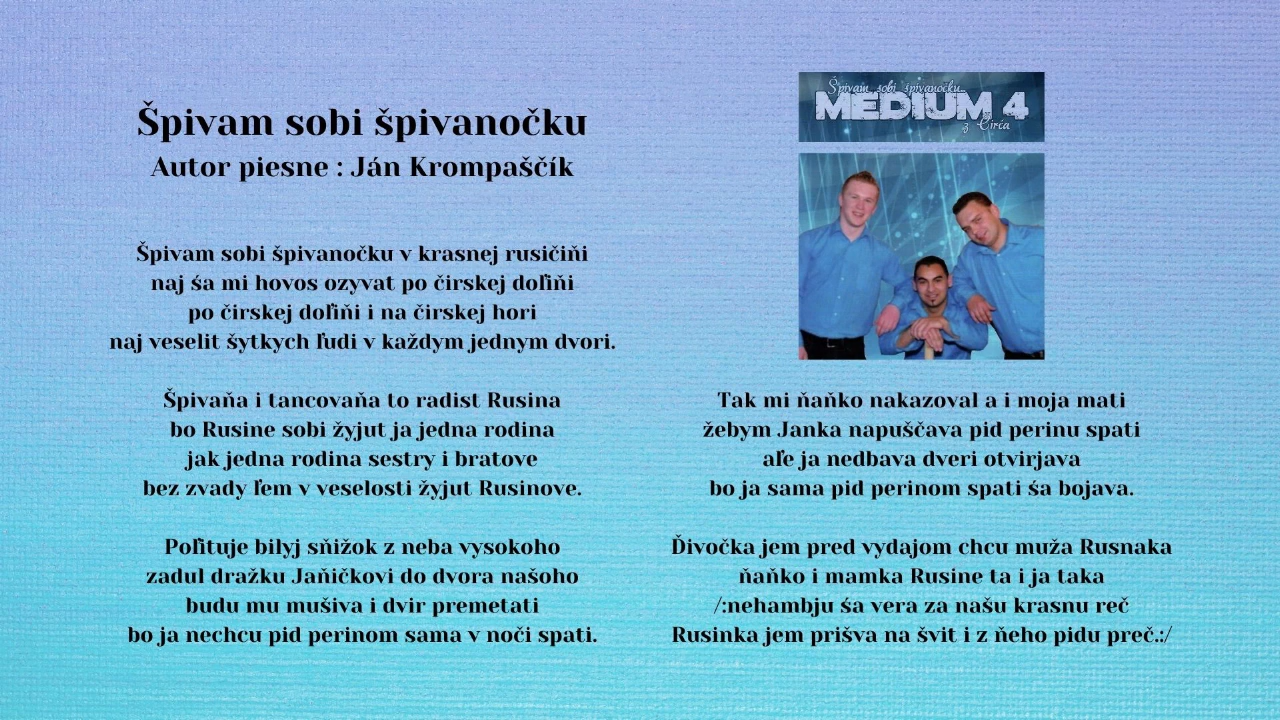 Špivam sobi špivanočku
Autor piesne : Ján Krompaščík
Špivam sobi špivanočku v krasnej rusičiňi
naj śa mi hovos ozyvat po čirskej doľiňi
po čirskej doľiňi i na čirskej hori
naj veselit šytkych ľudi v každym jednym dvori.
Špivaňa i tancovaňa to radist Rusina
bo Rusine sobi žyjut ja jedna rodina
jak jedna rodina sestry i bratove
bez zvady ľem v veselosti žyjut Rusinove.
Poľituje bilyj sňižok z neba vysokoho
zadul dražku Jaňičkovi do dvora našoho
budu mu mušiva i dvir premetati
bo ja nechcu pid perinom sama v noči spati.
Špivam sobi špivanočku...
MEDIUM 4
z Čirča
Tak mi ňaňko nakazoval a i moja mati
žebym Janka napuščava pid perinu spati
aľe ja nedbava dveri otvirjava
bo ja sama pid perinom spati śa bojava.
Ďivočka jem pred vydajom chcu muža Rusnaka
ňaňko i mamka Rusine ta i ja taka
/:nehambju śa vera za našu krasnu reč
Rusinka jem prišva na švit i z ňeho pidu preč.:/